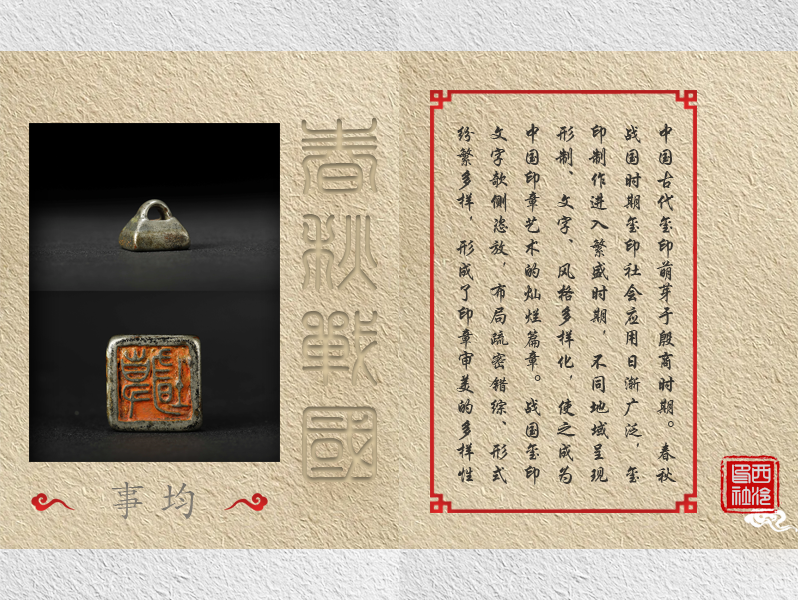 春秋戰國
事均
中国古代玺印萌芽于殷商时期。春秋
战国时期玺印社会应用日渐广泛，玺
印制作进入繁盛时期，不同地域呈现
形制、文字、风格多样化，使之成为
中国印章艺术的灿烂篇章。战国玺印
文字欹侧恣放，布局疏密错综、形式
纷繁多样，形成了印章审美的多样性
西泠印社